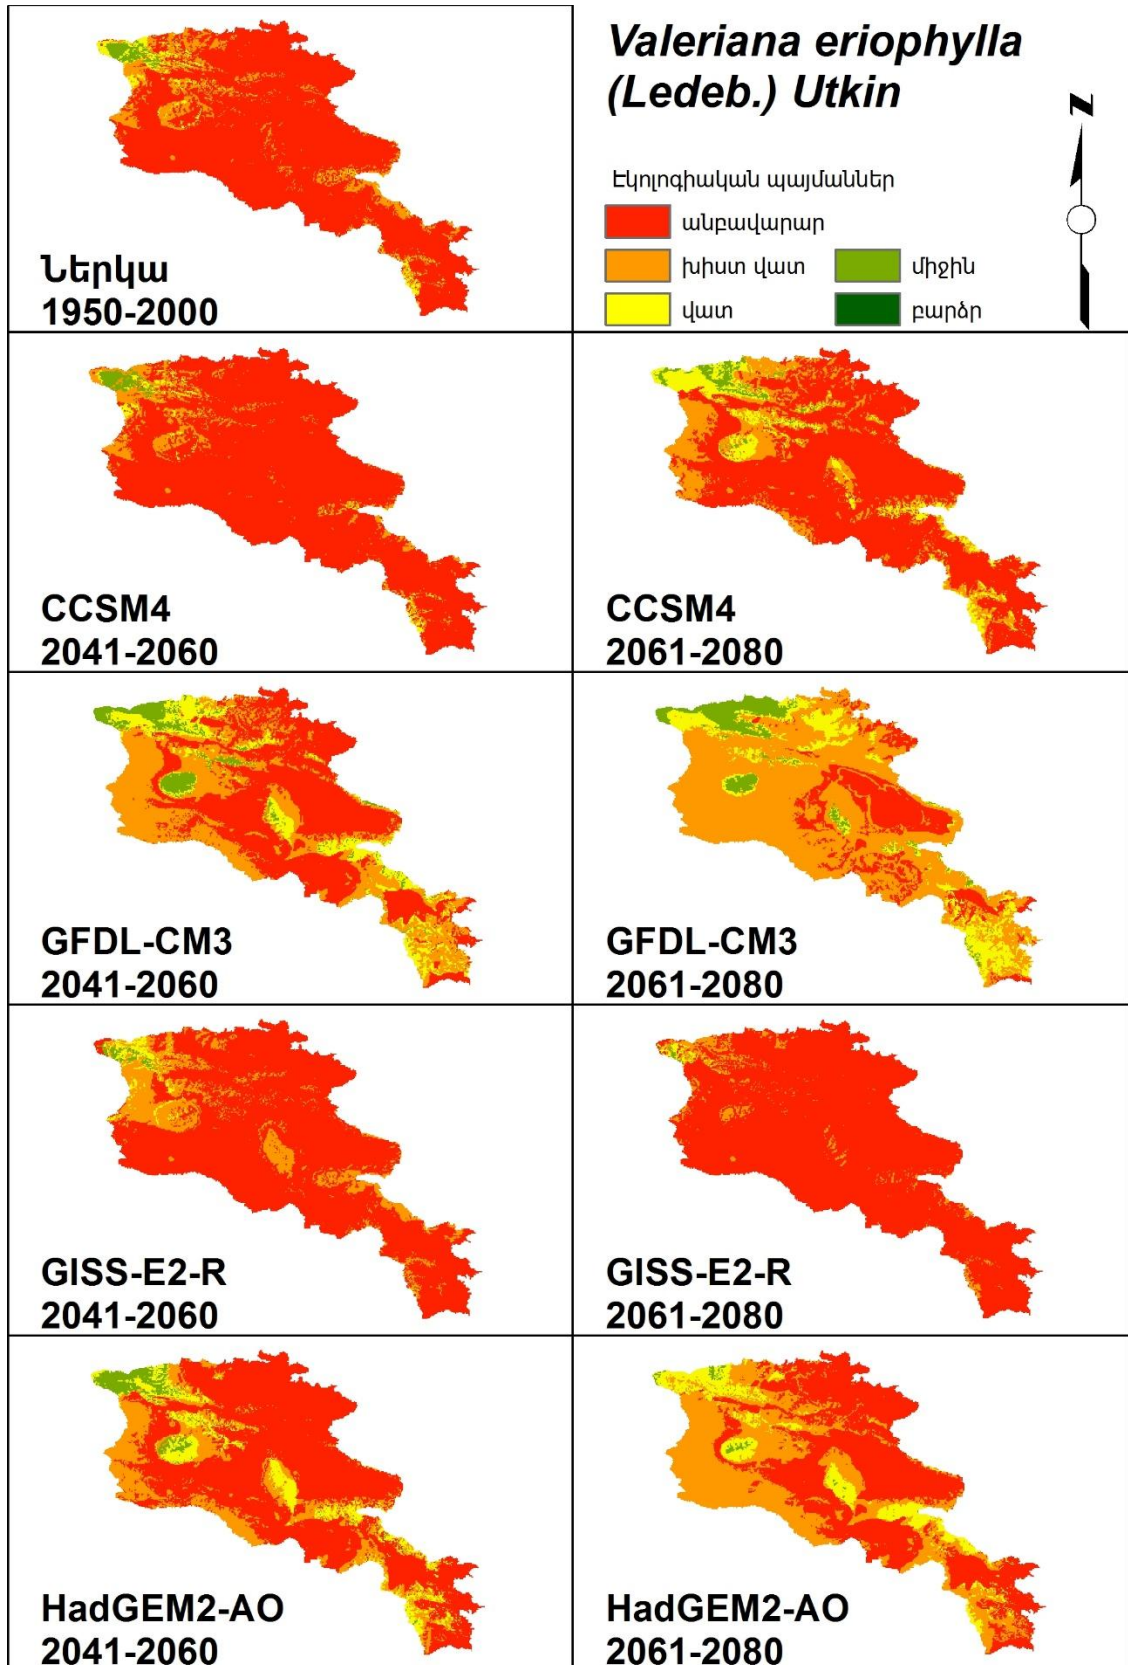 Valeriana eriophylla
(Ledeb.) Utkin
N
Էկոլոգիական պայմաններ
անբավարար
խիստ վատ
միջին
վատ
բարձր
Ներկա
1950-2000
CCSM4
2041-2060
CCSM4
2061-2080
GFDL-CM3
2041-2060
GFDL-CM3
2061-2080
GISS-E2-R
2041-2060
GISS-E2-R
2061-2080
HadGEM2-AO
2041-2060
HadGEM2-AO
2061-2080